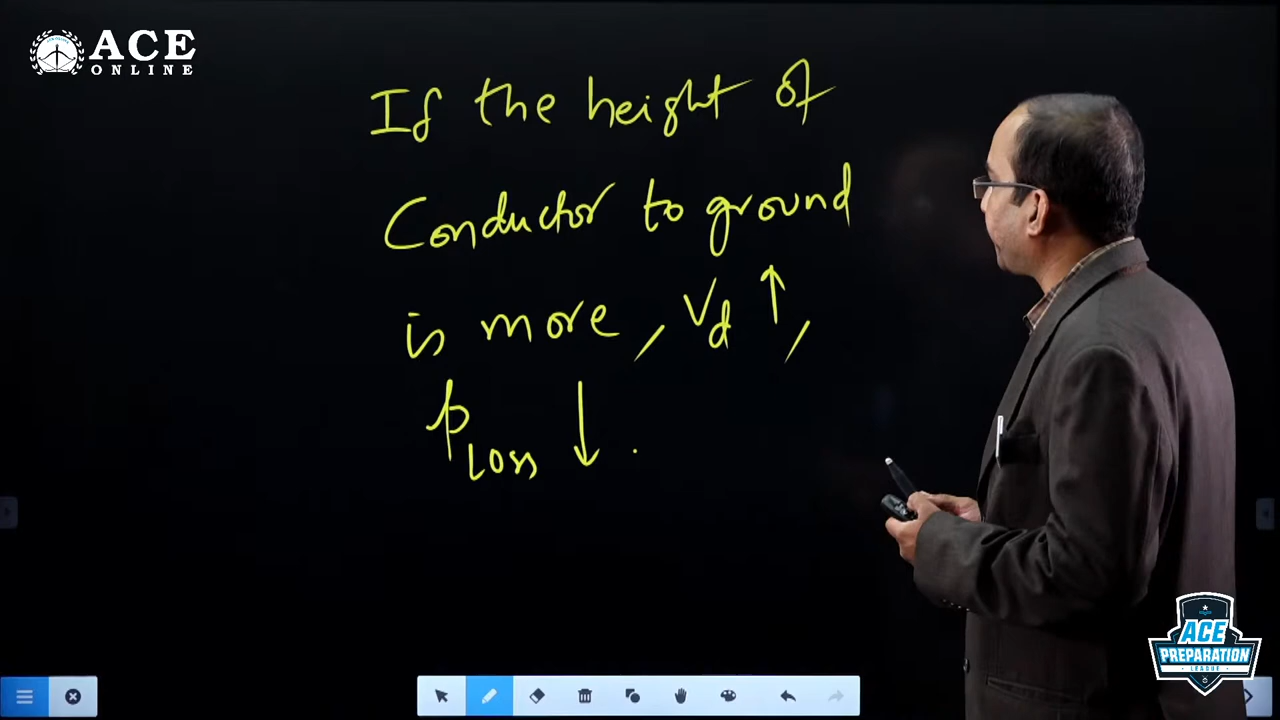 ACE
ONLINE
If the height of
Conductor to ground
is more, Vd ↑,
PLoss ↓.
ACE
PREPARATION
LEAGUE